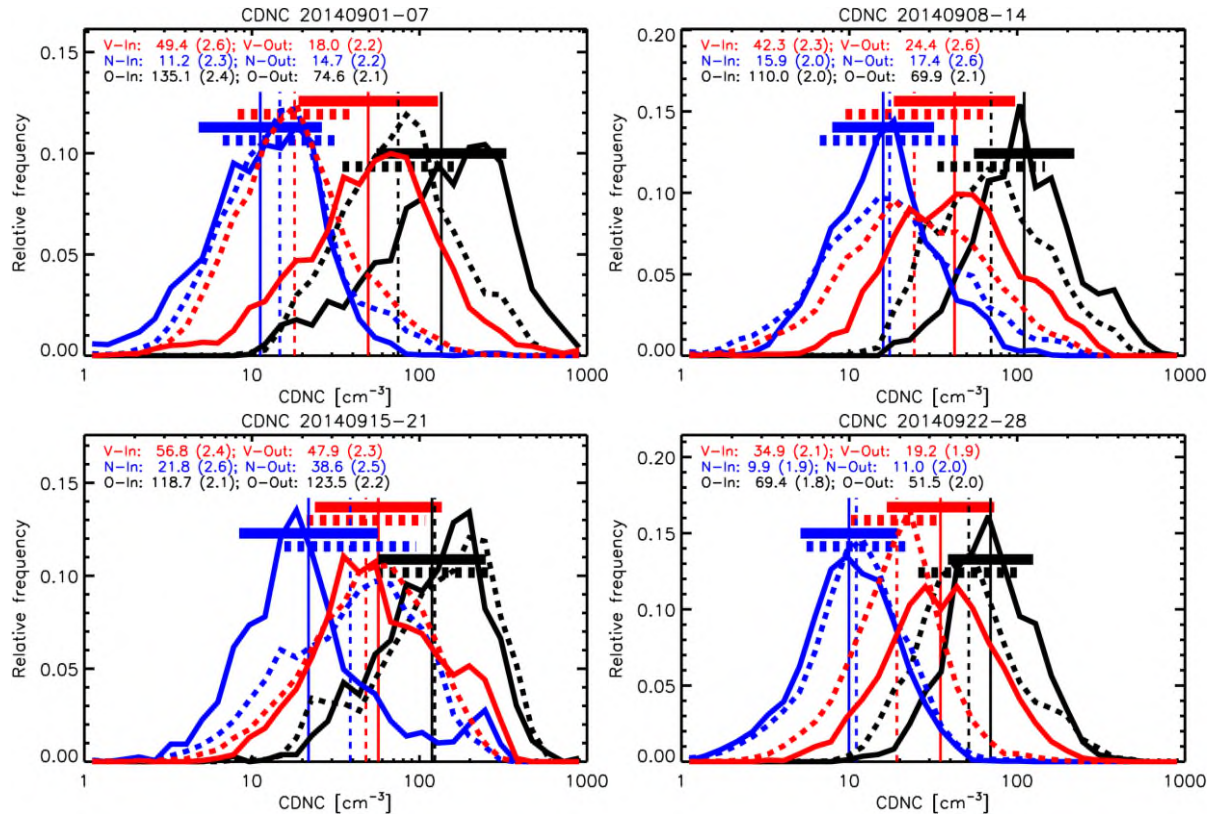 CDNC 20140901-07
V-In: 49.4 (2.6); V-Out: 18.0 (2.2)
N-In: 11.2 (2.3); N-Out: 14.7 (2.2)
O-In: 135.1 (2.4); O-Out: 74.6 (2.1)
Relative frequency
0.15
0.10
0.05
0.00
1 10 100 1000
CDNC [cm⁻³]
CDNC 20140908-14
V-In: 42.3 (2.3); V-Out: 24.4 (2.6)
N-In: 15.9 (2.0); N-Out: 17.4 (2.6)
O-In: 110.0 (2.0); O-Out: 69.9 (2.1)
Relative frequency
0.20
0.15
0.10
0.05
0.00
1 10 100 1000
CDNC [cm⁻³]
CDNC 20140915-21
V-In: 56.8 (2.4); V-Out: 47.9 (2.3)
N-In: 21.8 (2.6); N-Out: 38.6 (2.5)
O-In: 118.7 (2.1); O-Out: 123.5 (2.2)
Relative frequency
0.15
0.10
0.05
0.00
1 10 100 1000
CDNC [cm⁻³]
CDNC 20140922-28
V-In: 34.9 (2.1); V-Out: 19.2 (1.9)
N-In: 9.9 (1.9); N-Out: 11.0 (2.0)
O-In: 69.4 (1.8); O-Out: 51.5 (2.0)
Relative frequency
0.20
0.15
0.10
0.05
0.00
1 10 100 1000
CDNC [cm⁻³]